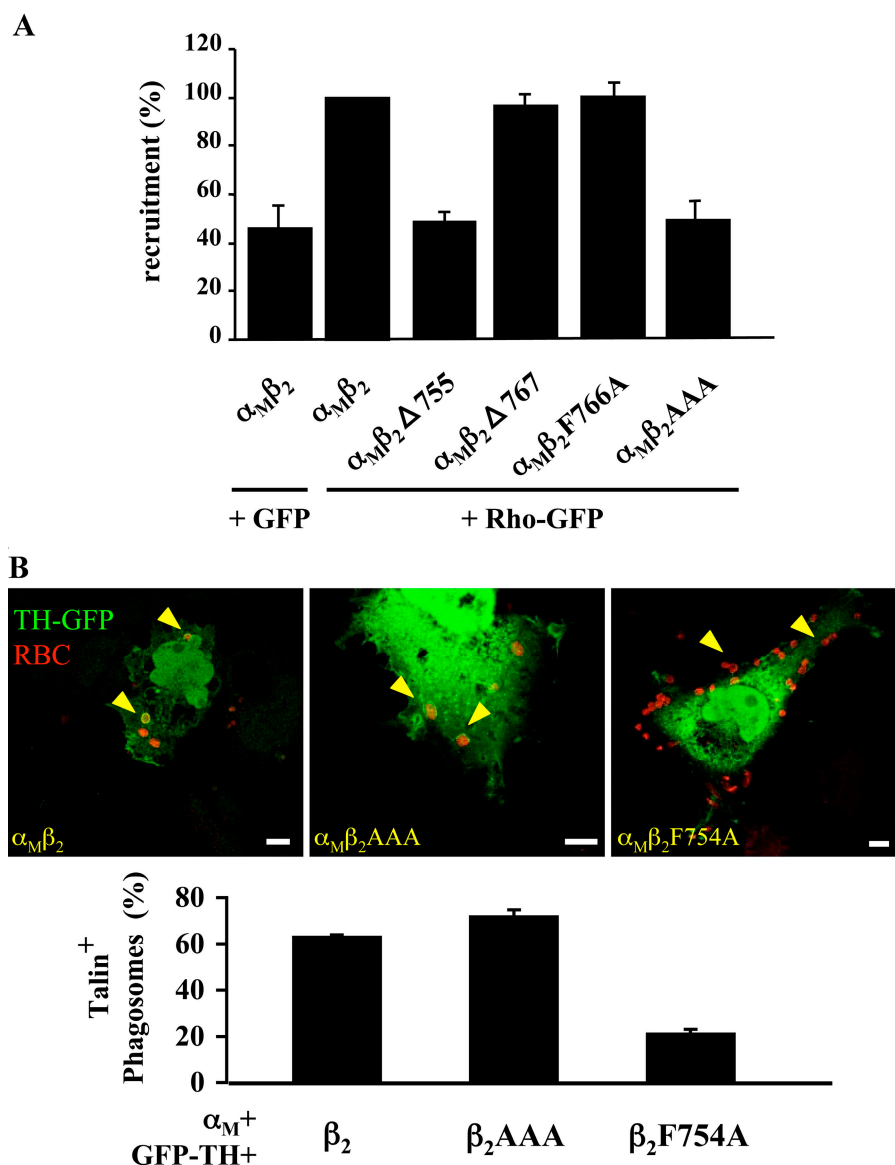 A
recruitment (%)
120
100
80
60
40
20
0
αMβ2
αMβ2
αMβ2Δ755
αMβ2Δ767
αMβ2F766A
αMβ2AAA
+ GFP
+ Rho-GFP
B
TH-GFP
RBC
αMβ2
αMβ2AAA
αMβ2F754A
Talin+
Phagosomes (%)
80
60
40
20
0
αM+
GFP-TH+
β2
β2AAA
β2F754A